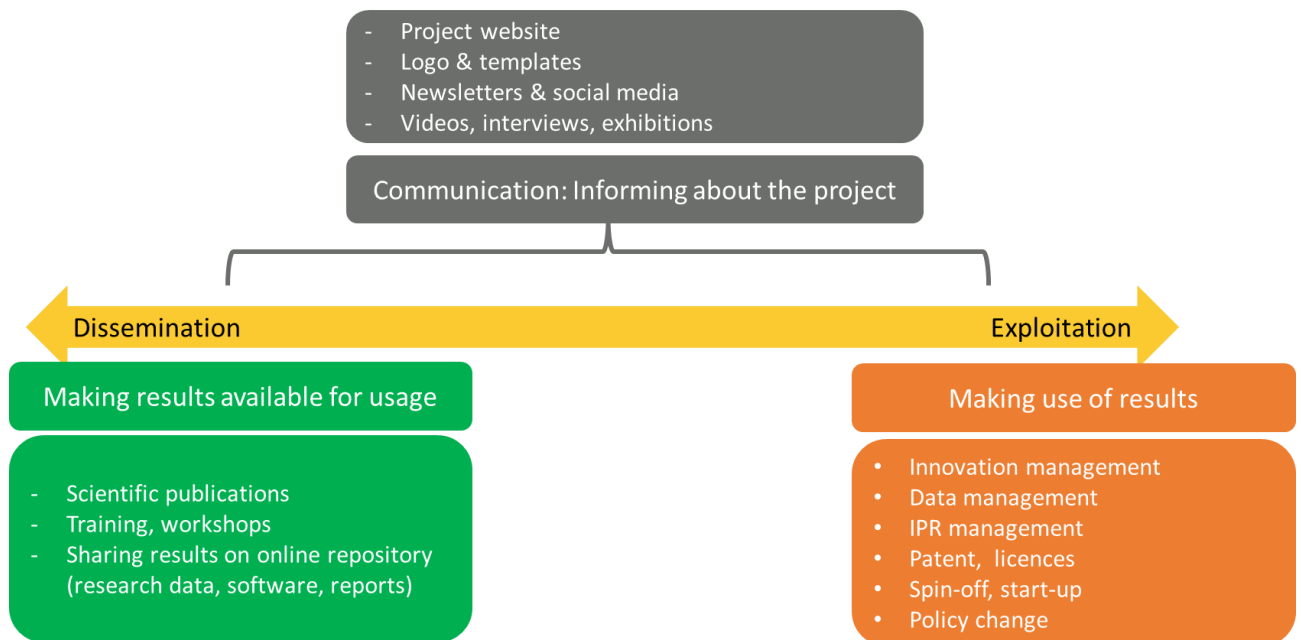 - Project website
- Logo & templates
- Newsletters & social media
- Videos, interviews, exhibitions
Communication: Informing about the project
Dissemination
Exploitation
Making results available for usage
- Scientific publications
- Training, workshops
- Sharing results on online repository
(research data, software, reports)
Making use of results
• Innovation management
• Data management
• IPR management
• Patent, licences
• Spin-off, start-up
• Policy change